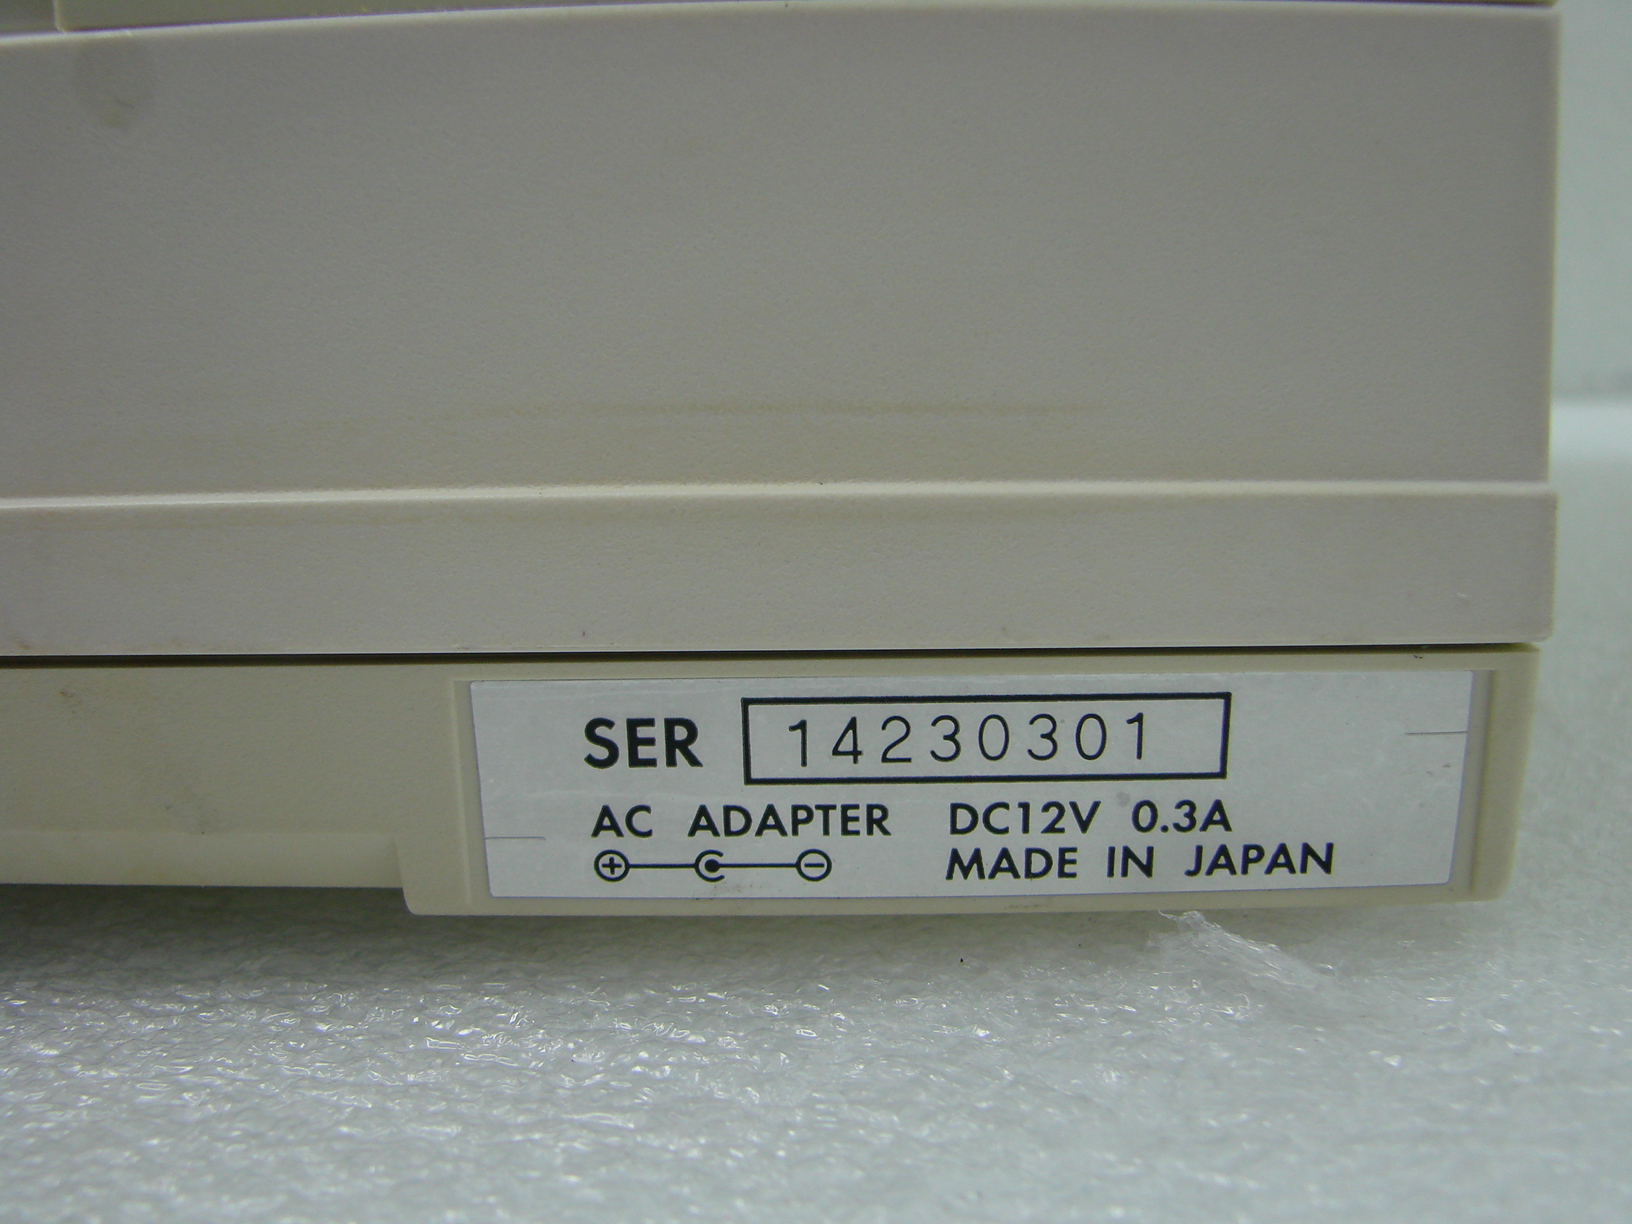 SER 14230301
AC ADAPTER DC12V 0.3A
MADE IN JAPAN